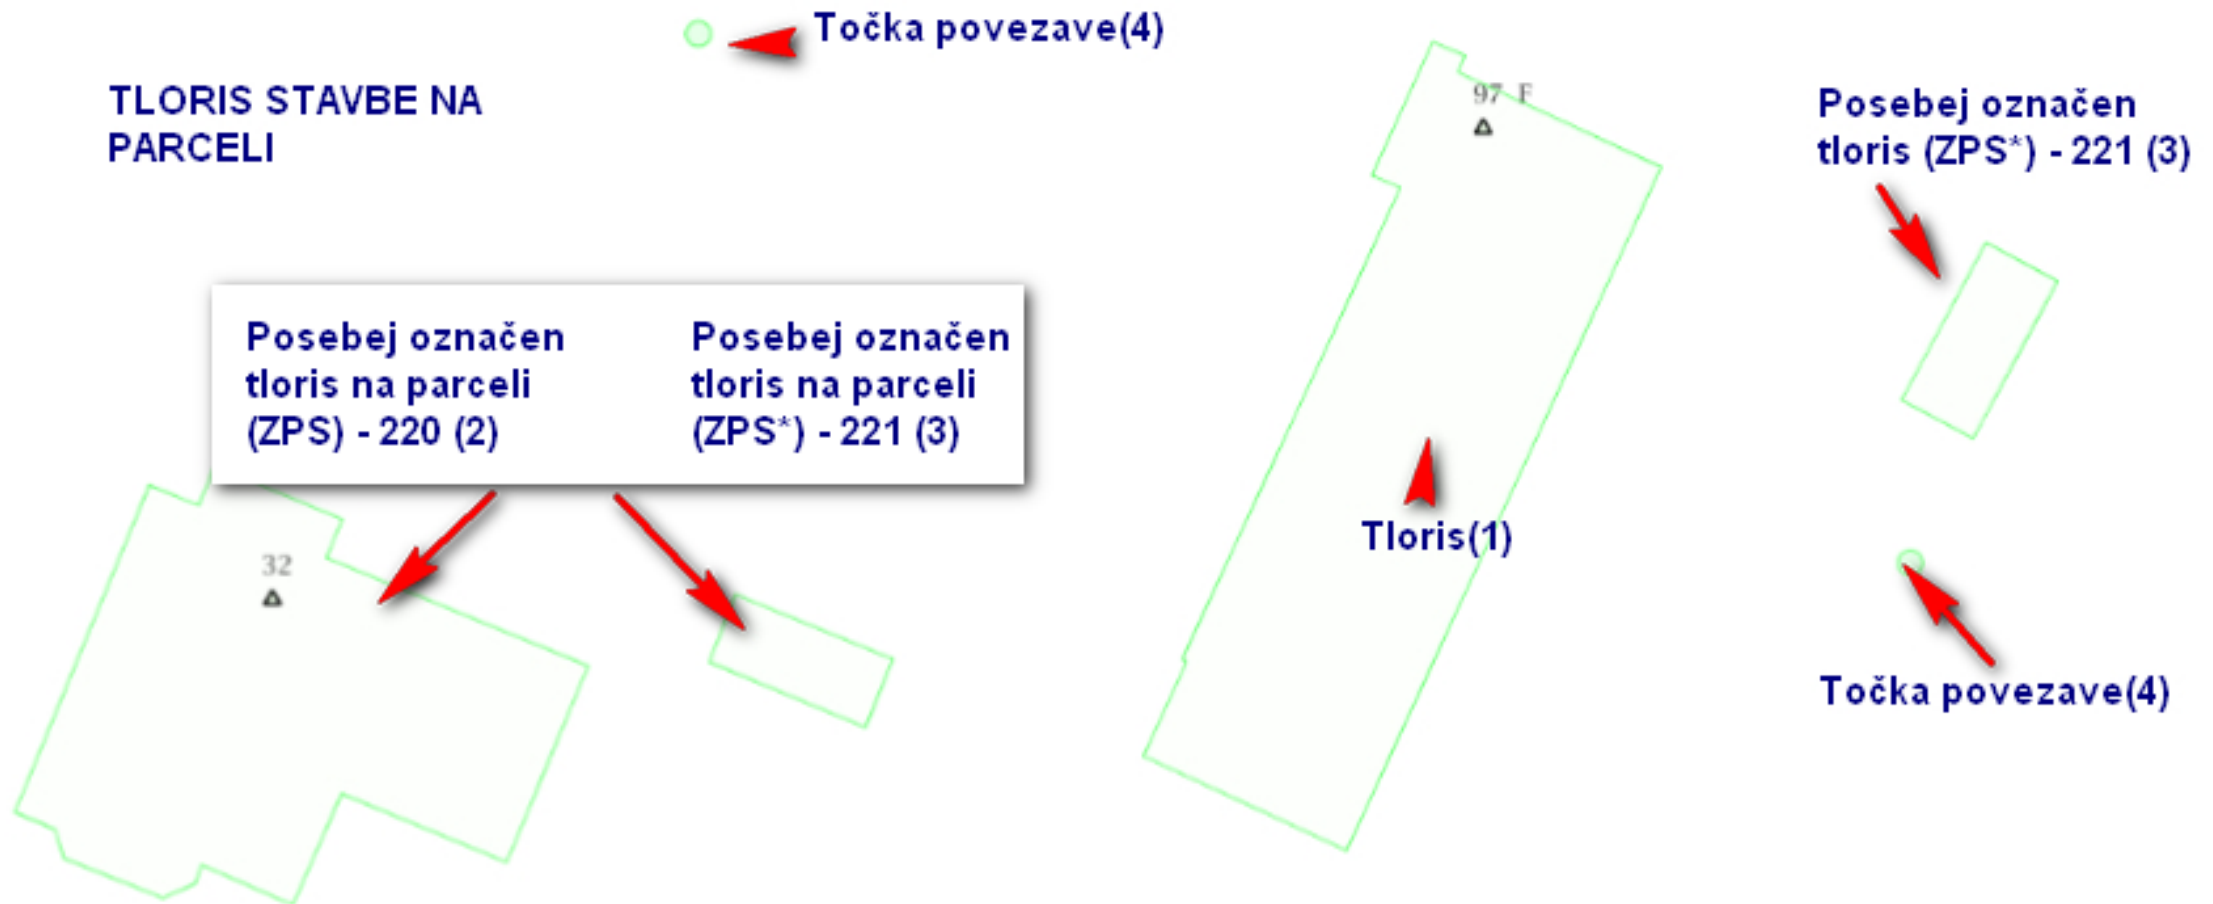 Točka povezave(4)
TLORIS STAVBE NA
PARCELI
97 F
Posebej označen
tloris (ZPS*) - 221 (3)
Posebej označen
tloris na parceli
(ZPS) - 220 (2)
Posebej označen
tloris na parceli
(ZPS*) - 221 (3)
Tloris(1)
32
Točka povezave(4)